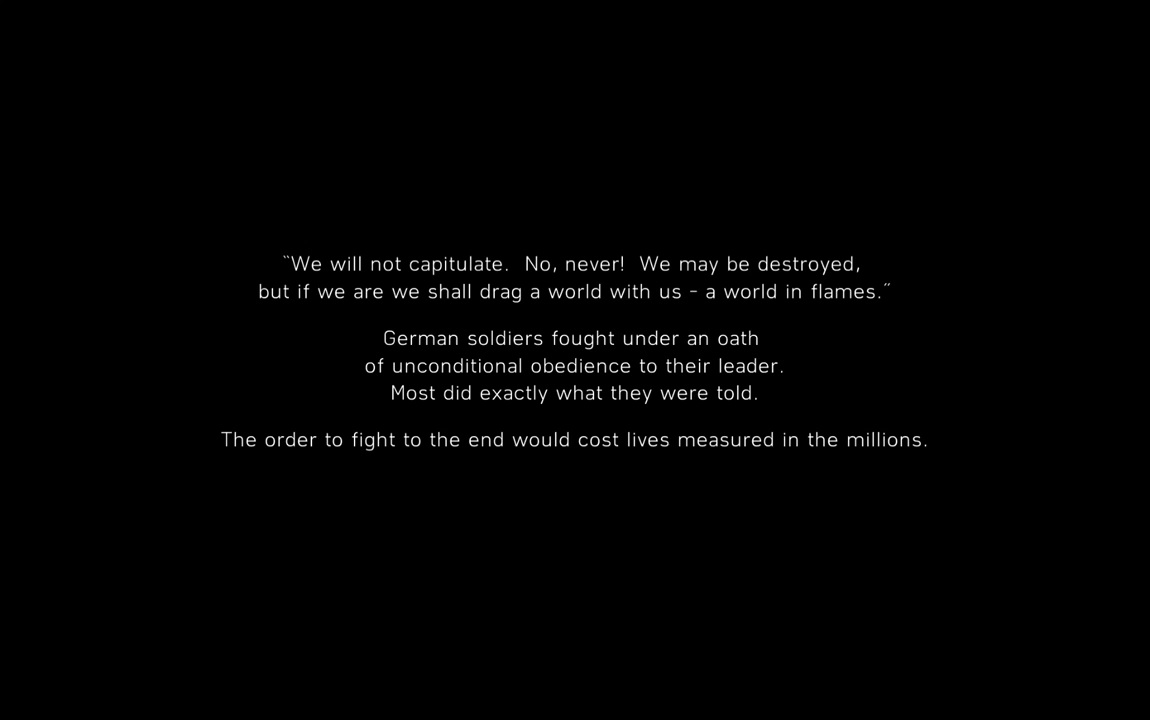 “We will not capitulate. No, never! We may be destroyed,
but if we are we shall drag a world with us - a world in flames.”
German soldiers fought under an oath
of unconditional obedience to their leader.
Most did exactly what they were told.
The order to fight to the end would cost lives measured in the millions.